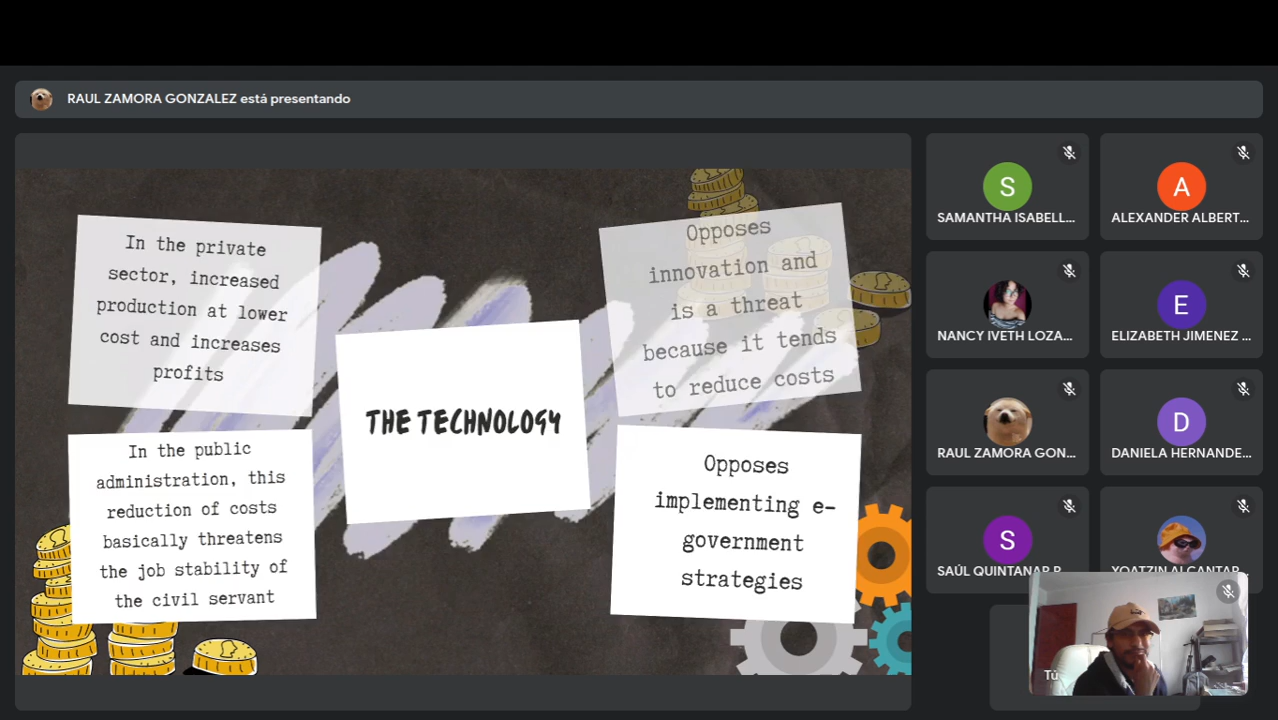 RAUL ZAMORA GONZALEZ está presentando
In the private
sector, increased
production at lower
cost and increases
profits
Opposes
innovation and
is a threat
because it tends
to reduce costs
THE TECHNOLOGY
In the public
administration, this
reduction of costs
basically threatens
the job stability of
the civil servant
Opposes
implementing e-
government
strategies
S
SAMANTHA ISABELL...
A
ALEXANDER ALBERT...
NANCY IVETH LOZA...
E
ELIZABETH JIMENEZ ...
RAUL ZAMORA GON...
D
DANIELA HERNANDE...
S
SAÚL QUINTANAR
YOATZIN ALCANTAR
Tú